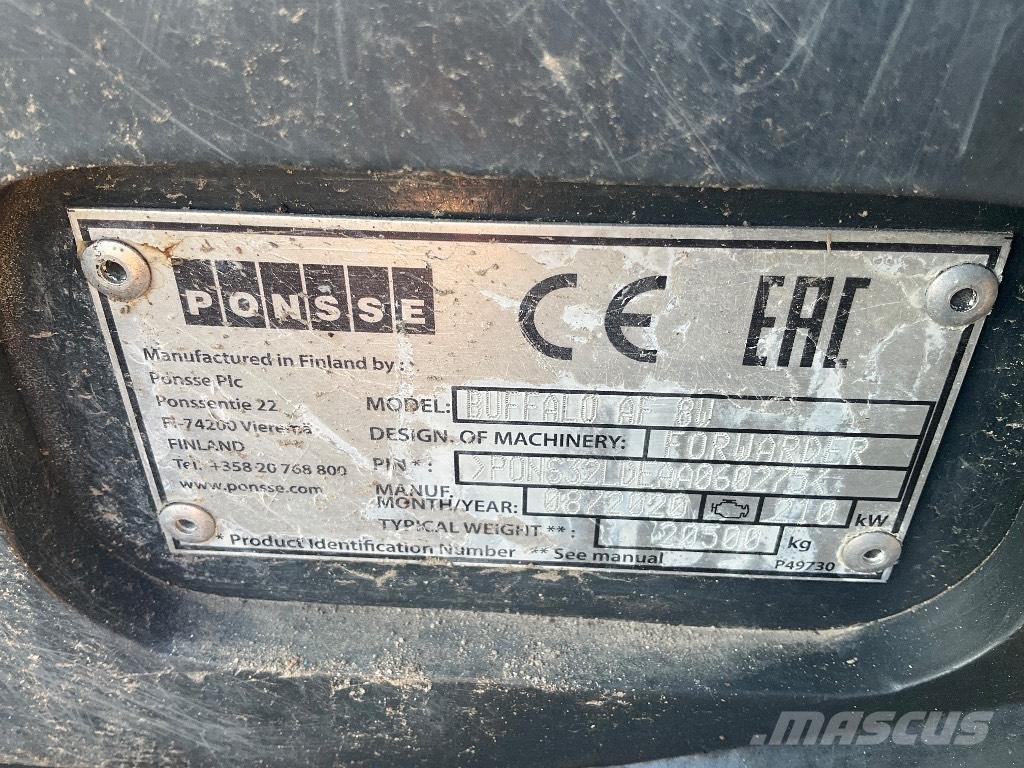 PONSSE CE EAC
Manufactured in Finland by :
Ponsse Plc
Ponssentie 22
FI-74200 Vieremä
FINLAND
Tel. +358 20 768 800
www.ponsse.com
MODEL: BUFFALO AF 8W
DESIGN. OF MACHINERY: FORWARDER
PIN * :
MANUF.
MONTH/YEAR: 08/2020 210 kW
TYPICAL WEIGHT ** : 20500 kg
* Product Identification Number ** See manual
P49730
MASCUS